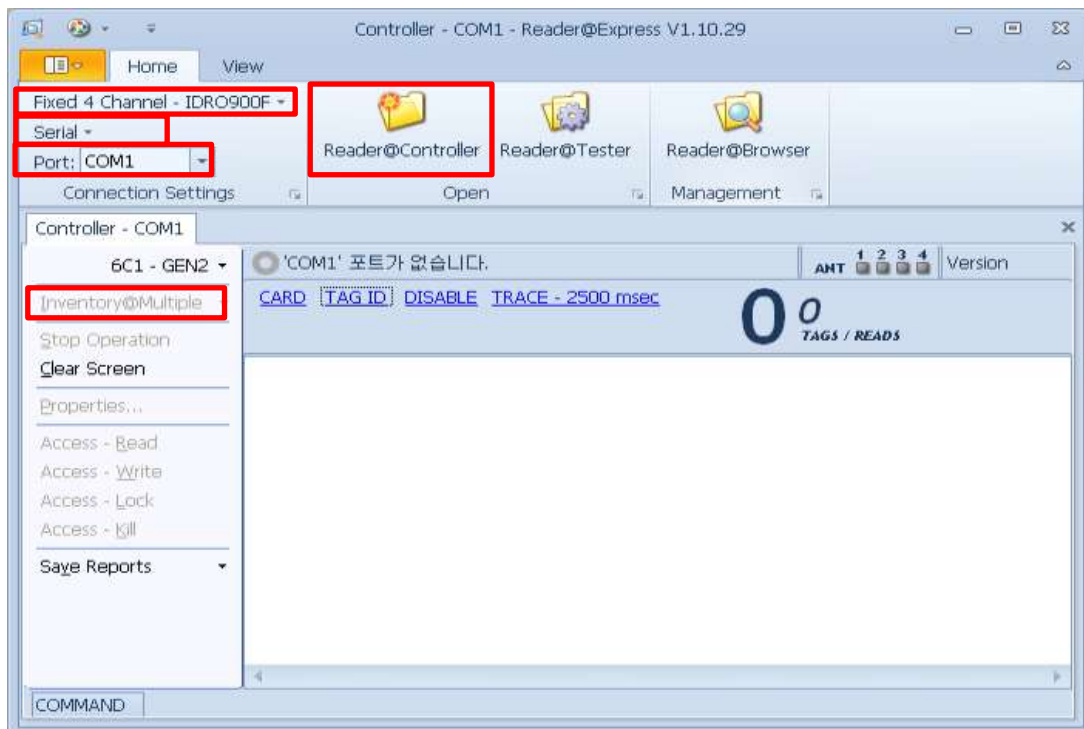 Controller - COM1 - Reader@Express V1.10.29
Home View
Fixed 4 Channel - IDRO900F
Serial
Port: COM1
Reader@Controller Reader@Tester Reader@Browser
Connection Settings Open Management
Controller - COM1
6C1 - GEN2
'COM1' 포트가 없습니다.
ANT 1 2 3 4 Version
Inventory@Multiple
CARD TAG ID DISABLE TRACE - 2500 msec
0 0
TAGS / READS
Stop Operation
Clear Screen
Properties...
Access - Read
Access - Write
Access - Lock
Access - Kill
Save Reports
COMMAND